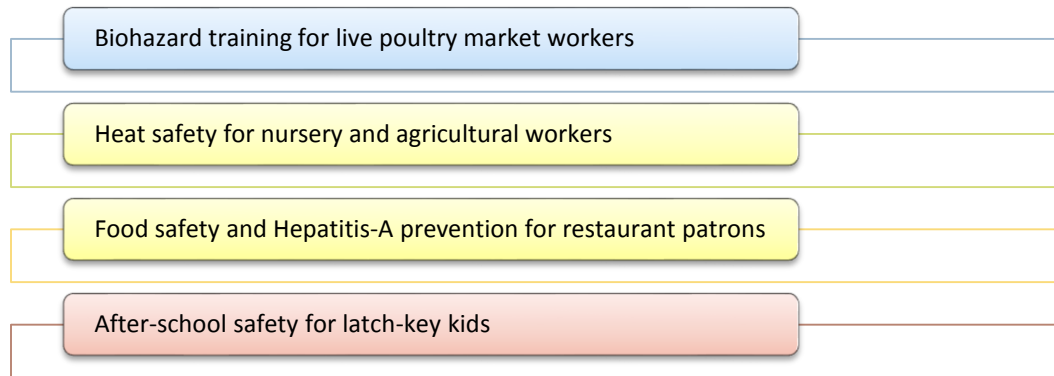 Biohazard training for live poultry market workers
Heat safety for nursery and agricultural workers
Food safety and Hepatitis-A prevention for restaurant patrons
After-school safety for latch-key kids